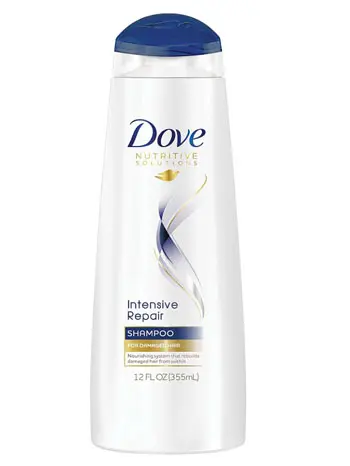 Dove
NUTRITIVE
SOLUTIONS
Intensive
Repair
SHAMPOO
FOR DAMAGED HAIR
Nourishing system that rebuilds
damaged hair from within
12 FL OZ (355mL)